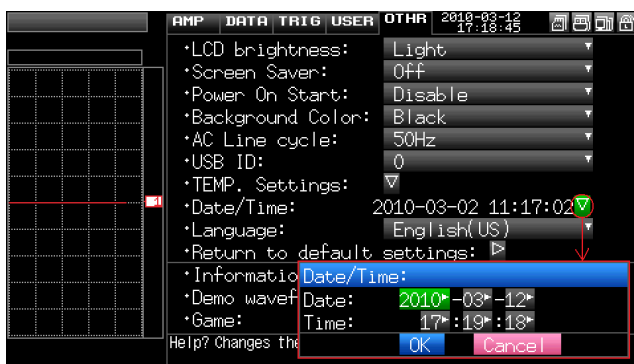 AMP DATA TRIG USER OTHR 2010-03-12
17:18:45
LCD brightness: Light
Screen Saver: Off
Power On Start: Disable
Background Color: Black
AC Line cycle: 50Hz
USB ID: 0
TEMP. Settings:
1
Date/Time: 2010-03-02 11:17:02
Language: English(US)
Return to default settings:
Informatio
Date/Time:
Demo wavef
Date: 2010-03-12
Game:
Time: 17:19:18
Help? Changes the
OK Cancel